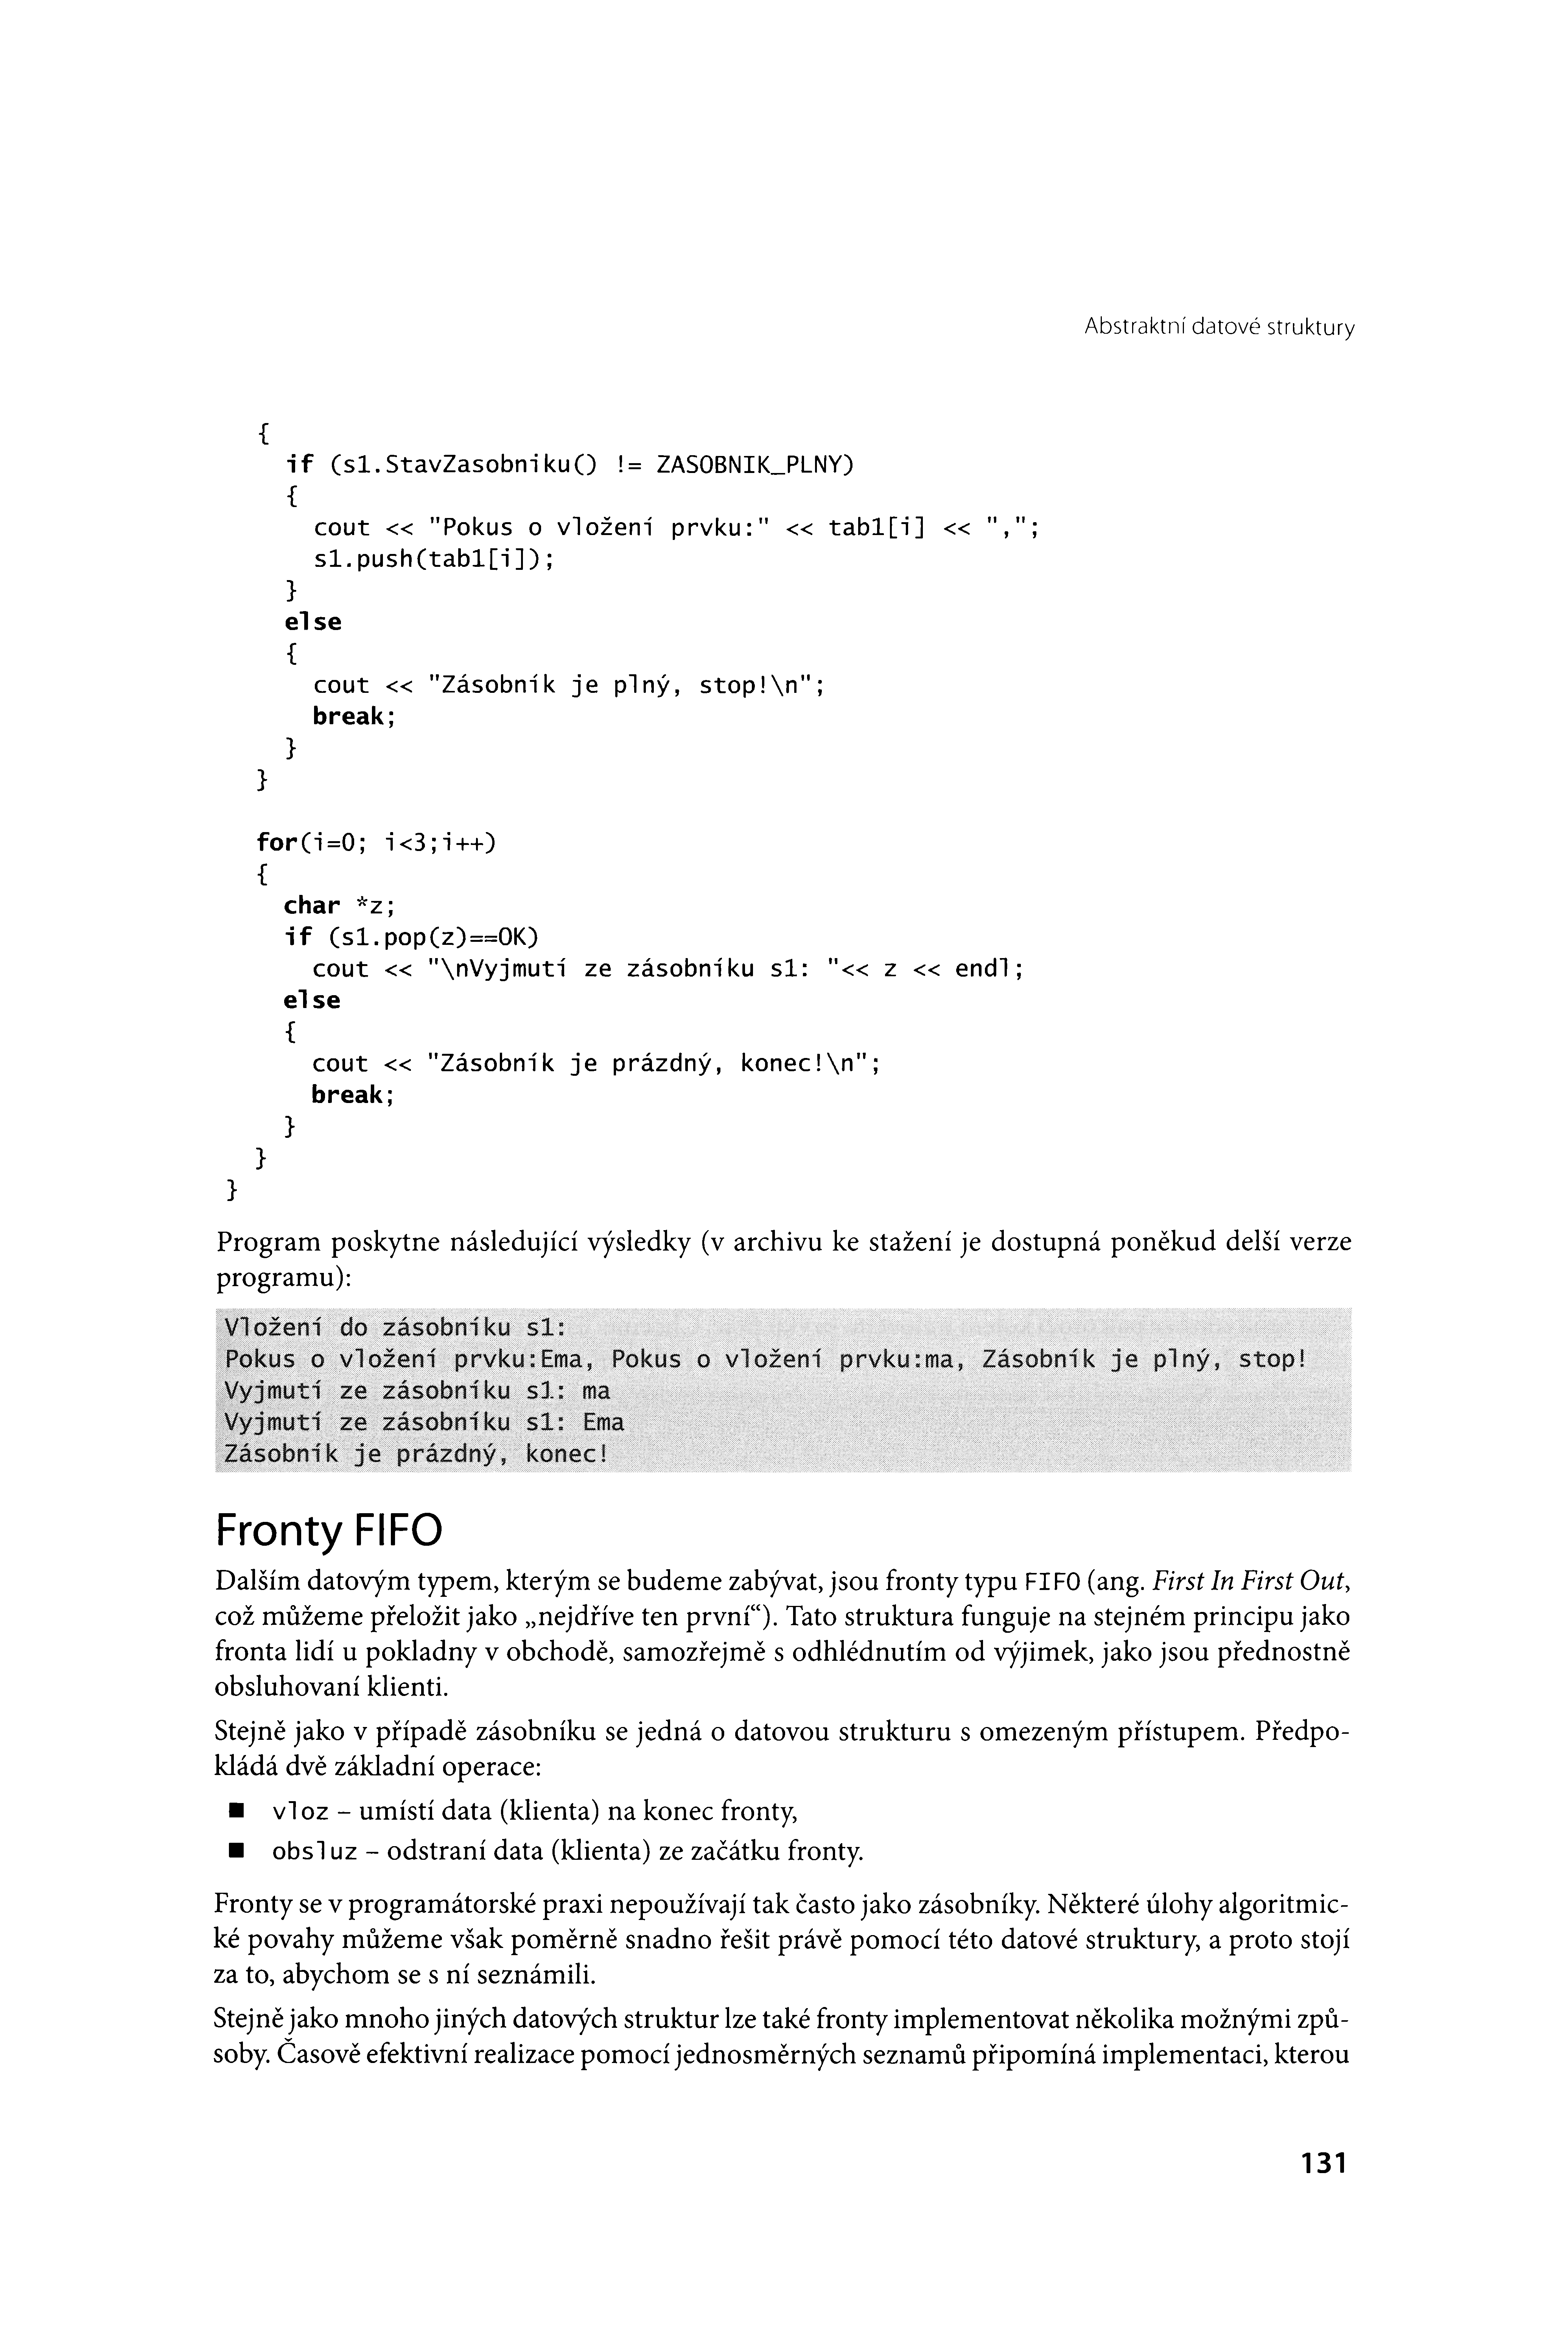 Abstraktní datové struktury
{
if (s1.StavZasobniku() != ZASOBNIK_PLNY)
{
cout << "Pokus o vložení prvku:" << tab1[i] << ",";
s1.push(tab1[i]);
}
else
{
cout << "Zásobník je plný, stop!\n";
break;
}
}
for(i=0; i<3;i++)
{
char *z;
if (s1.pop(z)==OK)
cout << "\nVyjmutí ze zásobníku s1: "<< z << endl;
else
{
cout << "Zásobník je prázdný, konec!\n";
break;
}
}
}
Program poskytne následující výsledky (v archivu ke stažení je dostupná poněkud delší verze
programu):
Vložení do zásobníku s1:
Pokus o vložení prvku:Ema, Pokus o vložení prvku:ma, Zásobník je plný, stop!
Vyjmutí ze zásobníku s1: ma
Vyjmutí ze zásobníku s1: Ema
Zásobník je prázdný, konec!
Fronty FIFO
Dalším datovým typem, kterým se budeme zabývat, jsou fronty typu FIFO (ang. First In First Out,
což můžeme přeložit jako „nejdříve ten první“). Tato struktura funguje na stejném principu jako
fronta lidí u pokladny v obchodě, samozřejmě s odhlédnutím od výjimek, jako jsou přednostně
obsluhovaní klienti.
Stejně jako v případě zásobníku se jedná o datovou strukturu s omezeným přístupem. Předpo-
kládá dvě základní operace:
■ vloz – umístí data (klienta) na konec fronty,
■ obsluz – odstraní data (klienta) ze začátku fronty.
Fronty se v programátorské praxi nepoužívají tak často jako zásobníky. Některé úlohy algoritmic-
ké povahy můžeme však poměrně snadno řešit právě pomocí této datové struktury, a proto stojí
za to, abychom se s ní seznámili.
Stejně jako mnoho jiných datových struktur lze také fronty implementovat několika možnými způ-
soby. Časově efektivní realizace pomocí jednosměrných seznamů připomíná implementaci, kterou
131